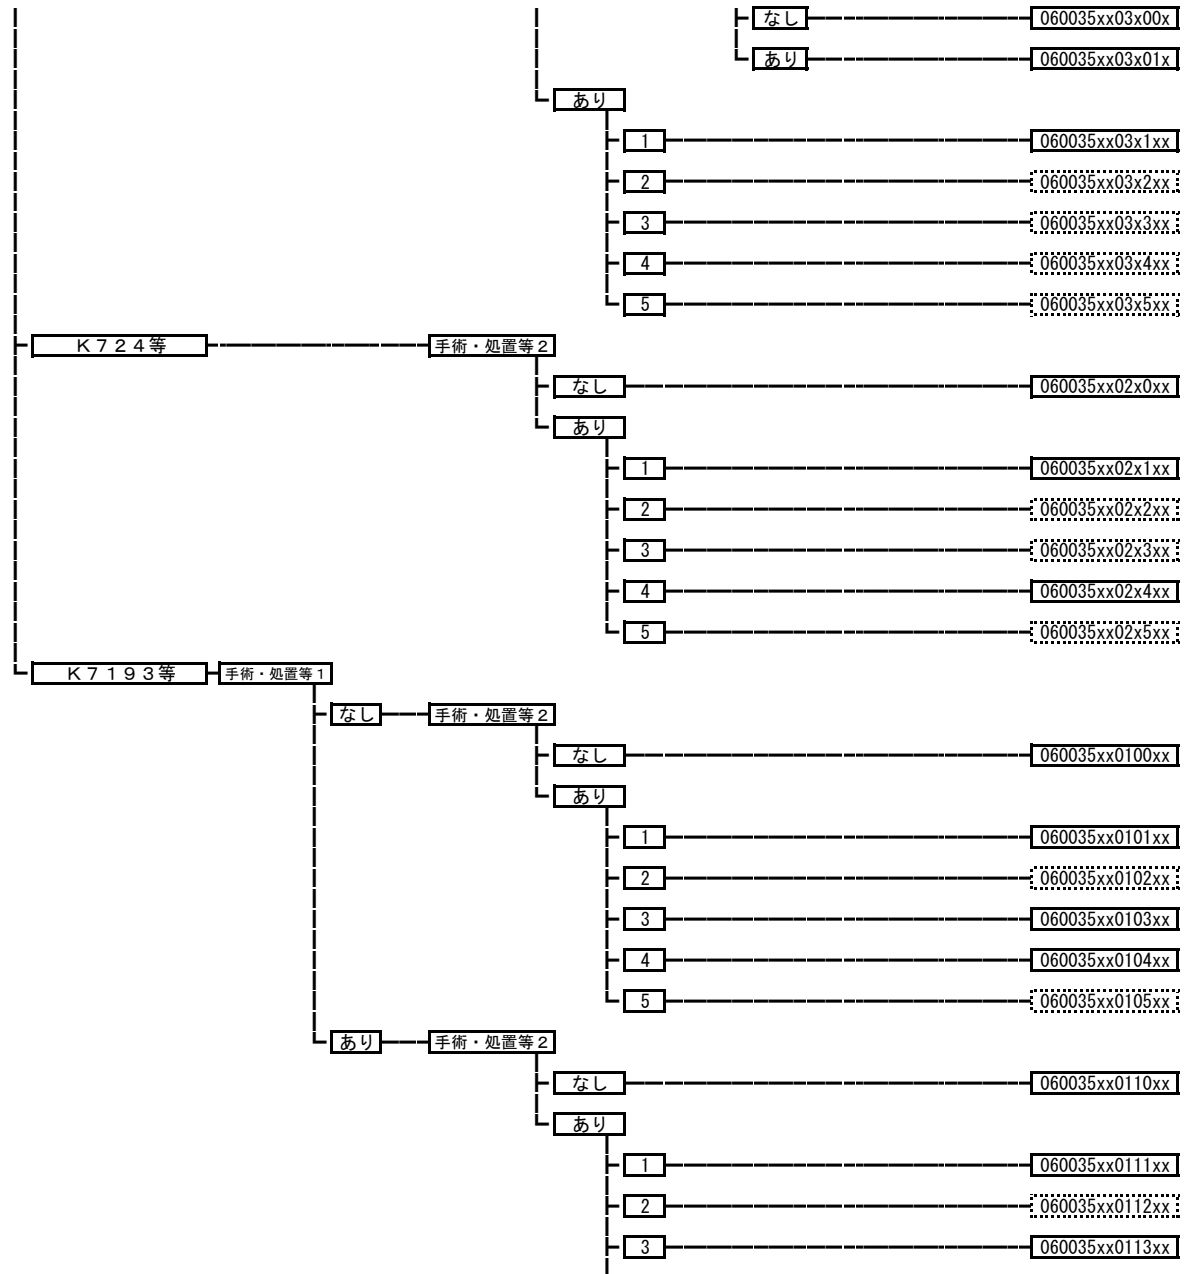 なし 060035xx03x00x
あり 060035xx03x01x
あり
1 060035xx03x1xx
2 060035xx03x2xx
3 060035xx03x3xx
4 060035xx03x4xx
5 060035xx03x5xx
K724等 手術・処置等2
なし 060035xx02x0xx
あり
1 060035xx02x1xx
2 060035xx02x2xx
3 060035xx02x3xx
4 060035xx02x4xx
5 060035xx02x5xx
K7193等 手術・処置等1
なし 手術・処置等2
なし 060035xx0100xx
あり
1 060035xx0101xx
2 060035xx0102xx
3 060035xx0103xx
4 060035xx0104xx
5 060035xx0105xx
あり 手術・処置等2
なし 060035xx0110xx
あり
1 060035xx0111xx
2 060035xx0112xx
3 060035xx0113xx